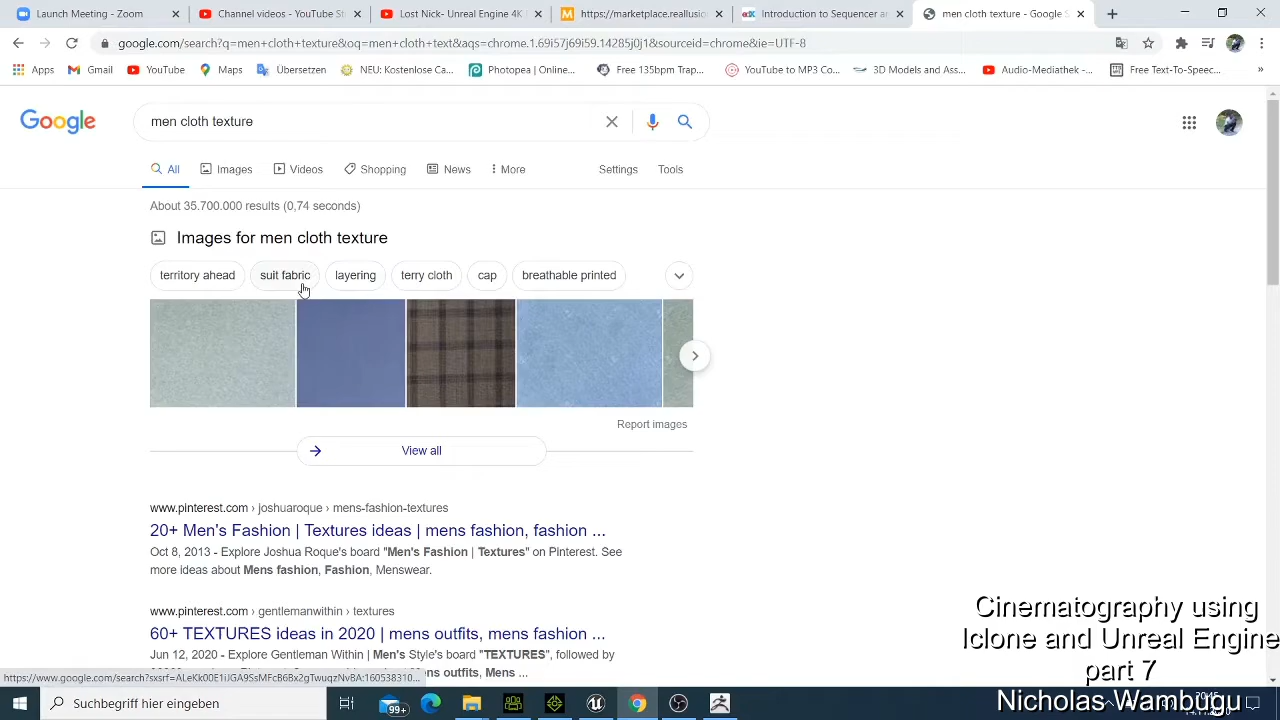 Launch Meeting - Zoom
Channel videos - YouTube St
Lost Nick- Unreal Engine 4K
https://marketplace.reallusion
Introduction to Sequencer a
men cloth texture - Google S
google.com/search?q=men+cloth+texture&oq=men+cloth+text&aqs=chrome.1.69i57j69i59.14285j0j1&sourceid=chrome&ie=UTF-8
Apps
Gmail
YouTube
Maps
Übersetzen
NEU: Kostenlose Ca...
Photopea | Online...
Free 135bpm Trap...
YouTube to MP3 Co...
3D Models and Ass...
Audio-Mediathek -...
Free Text-To-Speec...
»
Google
men cloth texture
All
Images
Videos
Shopping
News
More
Settings
Tools
About 35.700.000 results (0,74 seconds)
Images for men cloth texture
territory ahead
suit fabric
layering
terry cloth
cap
breathable printed
Report images
View all
www.pinterest.com › joshuaroque › mens-fashion-textures
20+ Men's Fashion | Textures ideas | mens fashion, fashion ...
Oct 8, 2013 - Explore Joshua Roque's board "Men's Fashion | Textures" on Pinterest. See
more ideas about Mens fashion, Fashion, Menswear.
www.pinterest.com › gentlemanwithin › textures
60+ TEXTURES ideas in 2020 | mens outfits, mens fashion ...
Jun 12, 2020 - Explore Gentleman Within | Men's Style's board "TEXTURES", followed by
outfits, Mens ...
Cinematography using
Iclone and Unreal Engine
part 7
Nicholas Wambugu
Suchbegriff hier eingeben
99+